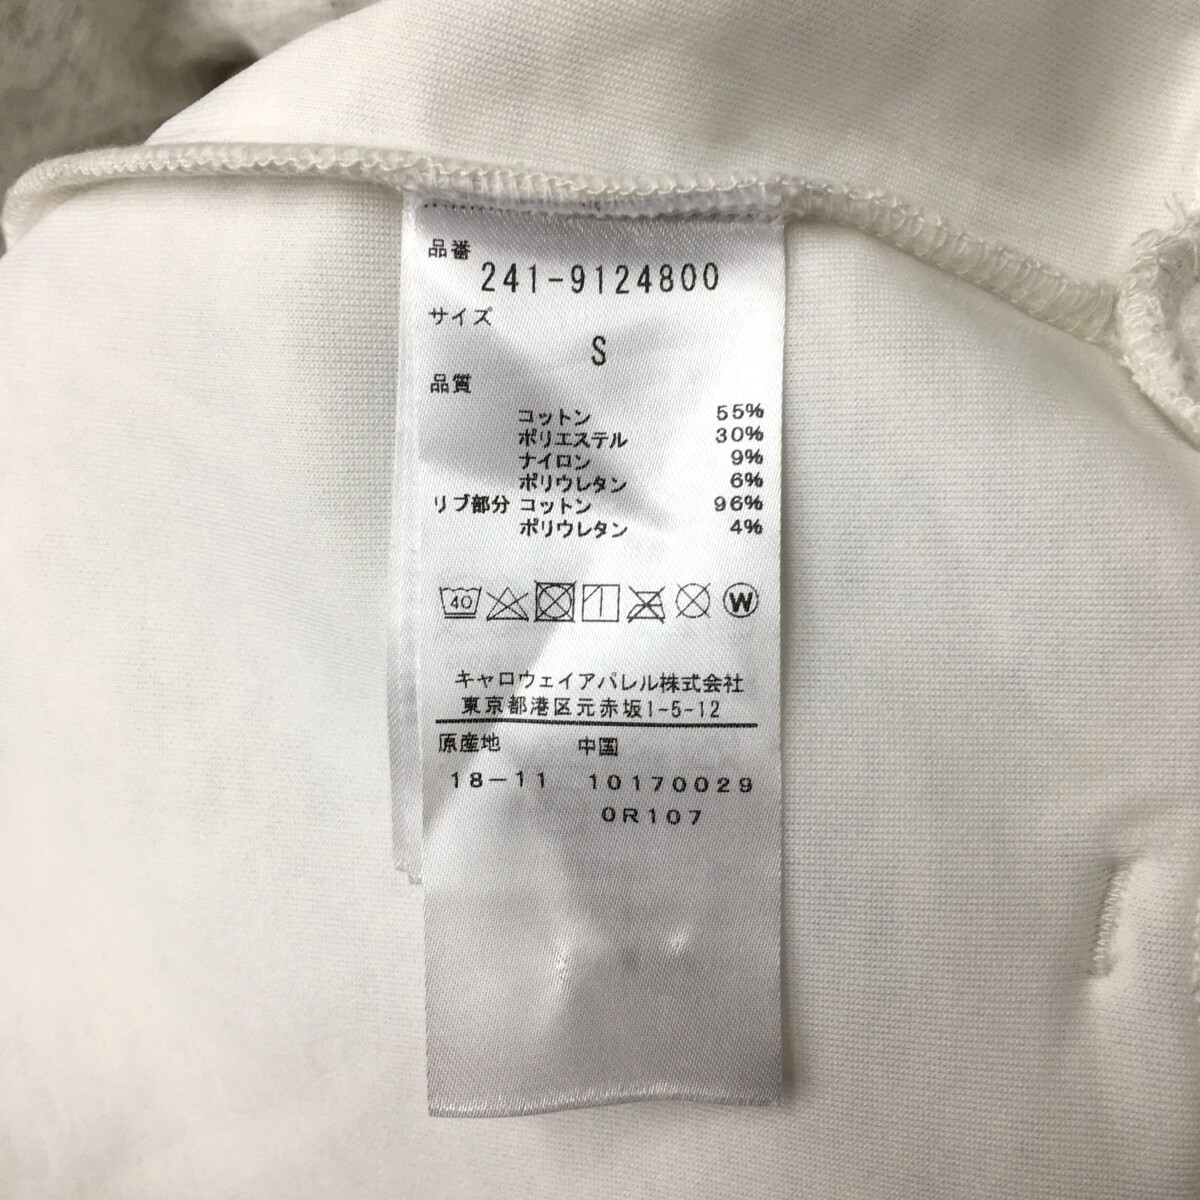 品番
241-9124800
サイズ
S
品質
コットン 55%
ポリエステル 30%
ナイロン 9%
ポリウレタン 6%
リブ部分 コットン 96%
ポリウレタン 4%
40 W
キャロウェイアパレル株式会社
東京都港区元赤坂1-5-12
原産地 中国
18-11 10170029
0R107